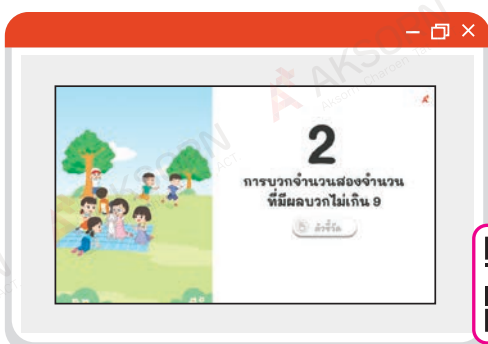 2
การบวกจำนวนสองจำนวน
ที่มีผลบวกไม่เกิน 9
ตัวชี้วัด
AKSORN